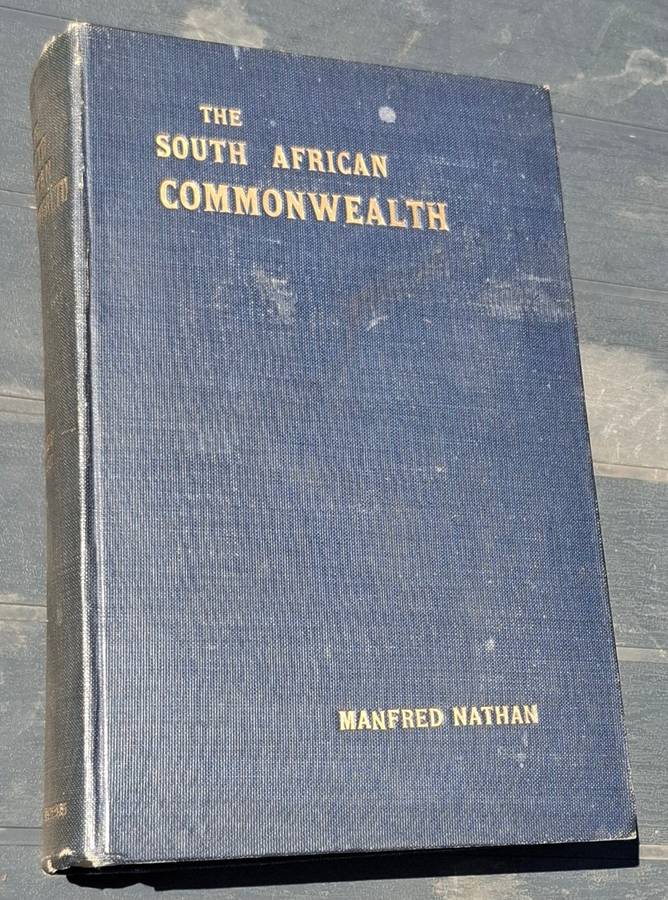 THE
SOUTH AFRICAN
COMMONWEALTH
MANFRED NATHAN